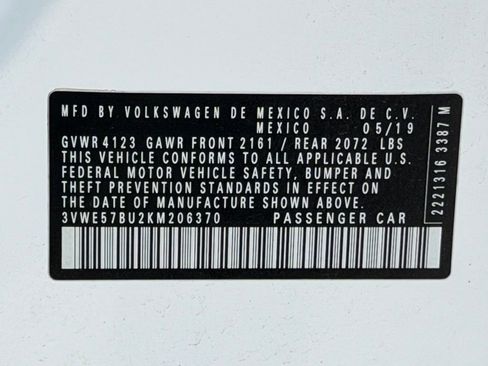 MFD BY VOLKSWAGEN DE MEXICO S.A. DE C.V.
MEXICO 05/19
GVWR 4123 GAWR FRONT 2161 / REAR 2072 LBS
THIS VEHICLE CONFORMS TO ALL APPLICABLE U.S.
FEDERAL MOTOR VEHICLE SAFETY, BUMPER AND
THEFT PREVENTION STANDARDS IN EFFECT ON
THE DATE OF MANUFACTURE SHOWN ABOVE.
3VWE57BU2KM206370 PASSENGER CAR
2221316 3387 M